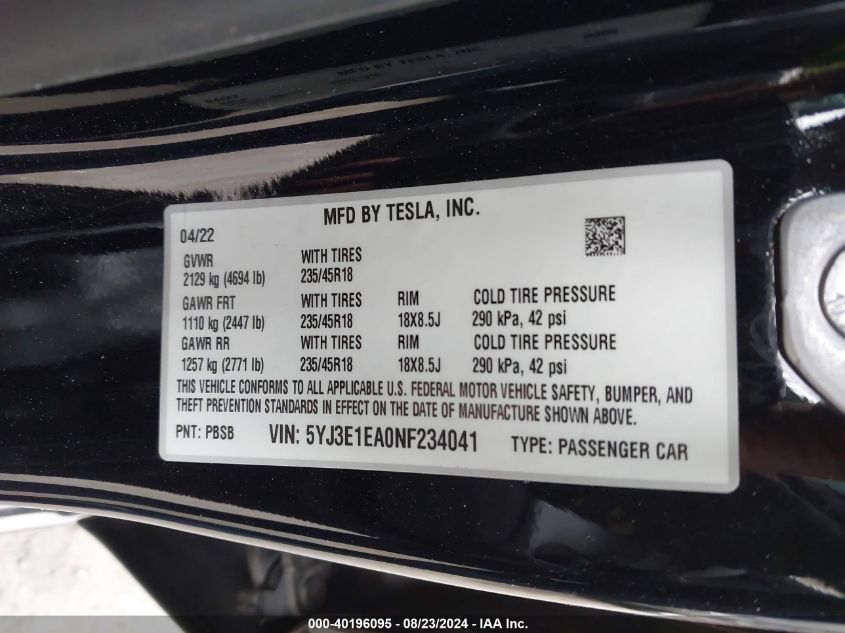 MFD BY TESLA, INC.
MFD BY TESLA, INC.
04/22
GVWR WITH TIRES
2129 kg (4694 lb) 235/45R18
GAWR FRT WITH TIRES RIM COLD TIRE PRESSURE
1110 kg (2447 lb) 235/45R18 18X8.5J 290 kPa, 42 psi
GAWR RR WITH TIRES RIM COLD TIRE PRESSURE
1257 kg (2771 lb) 235/45R18 18X8.5J 290 kPa, 42 psi
THIS VEHICLE CONFORMS TO ALL APPLICABLE U.S. FEDERAL MOTOR VEHICLE SAFETY, BUMPER, AND
THEFT PREVENTION STANDARDS IN EFFECT ON THE DATE OF MANUFACTURE SHOWN ABOVE.
PNT: PBSB VIN: 5YJ3E1EA0NF234041 TYPE: PASSENGER CAR
000-40196095 - 08/23/2024 - IAA, Inc.